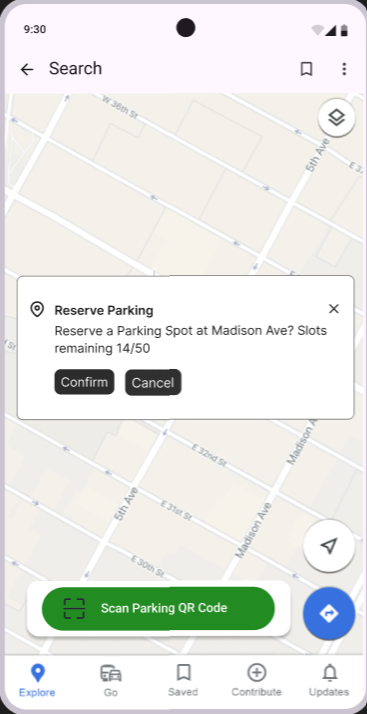 9:30
Search
W 36th St
5th Ave
Reserve Parking
Reserve a Parking Spot at Madison Ave? Slots
remaining 14/50
Confirm Cancel
E 32nd St
Madison A
5th Ave
E 31st St
Madison Ave
E 30th St
Scan Parking QR Code
Explore Go Saved Contribute Updates